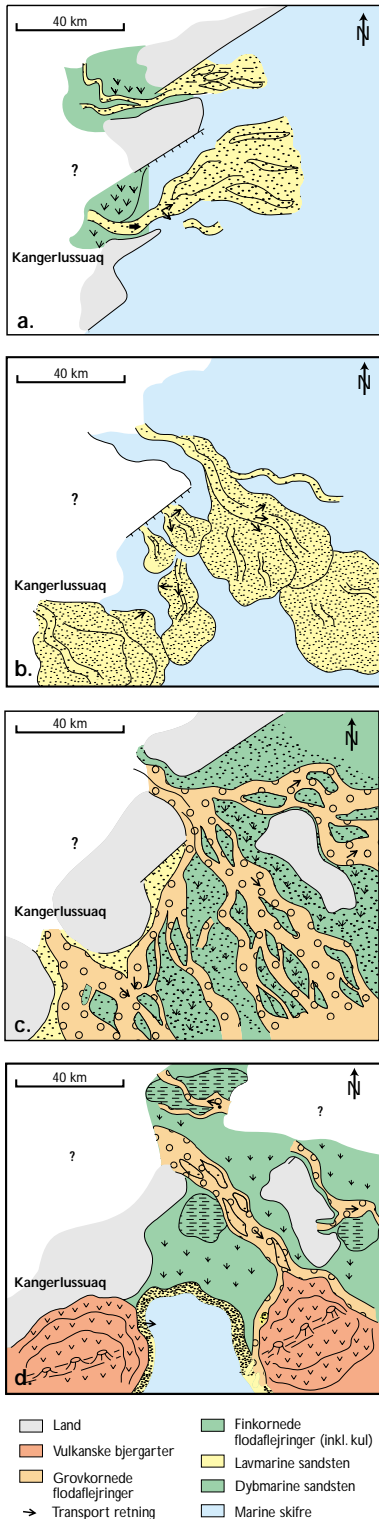 40 km
N
?
Kangerlussuaq
a.
40 km
N
?
Kangerlussuaq
b.
40 km
N
?
Kangerlussuaq
c.
40 km
N
?
?
Kangerlussuaq
d.
Land
Vulkanske bjergarter
Grovkornede
flodaflejringer
Transport retning
Finkornede
flodaflejringer (inkl. kul)
Lavmarine sandsten
Dybmarine sandsten
Marine skifre